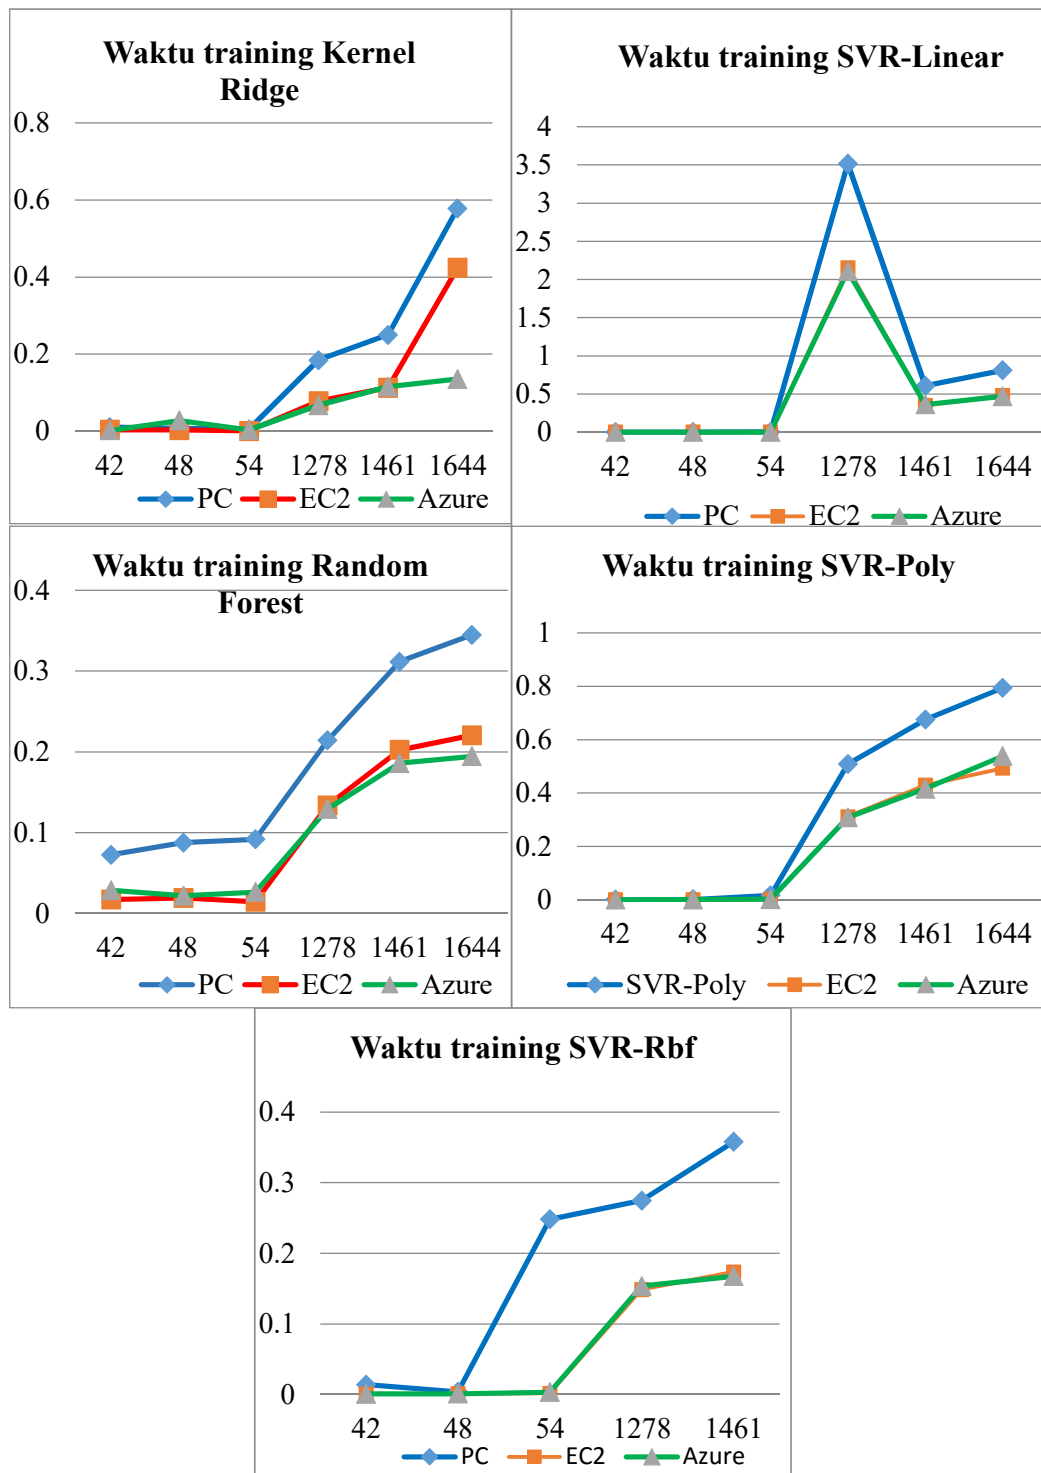 Waktu training Kernel
Ridge
0.8
0.6
0.4
0.2
0
42 48 54 1278 1461 1644
PC EC2 Azure
Waktu training SVR-Linear
4
3.5
3
2.5
2
1.5
1
0.5
0
42 48 54 1278 1461 1644
PC EC2 Azure
Waktu training Random
Forest
0.4
0.3
0.2
0.1
0
42 48 54 1278 1461 1644
PC EC2 Azure
Waktu training SVR-Poly
1
0.8
0.6
0.4
0.2
0
42 48 54 1278 1461 1644
SVR-Poly EC2 Azure
Waktu training SVR-Rbf
0.4
0.3
0.2
0.1
0
42 48 54 1278 1461
PC EC2 Azure